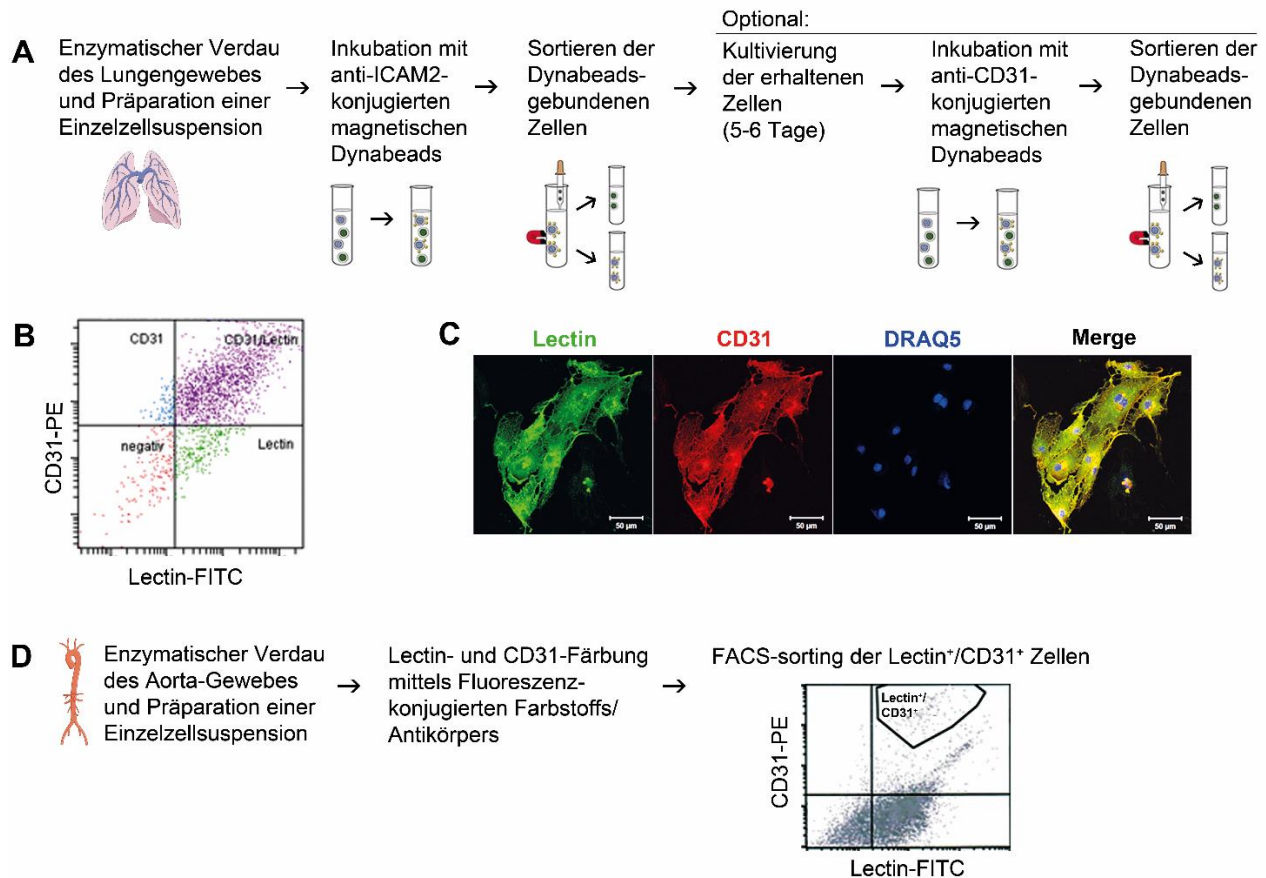 Optional:
A
Enzymatischer Verdau
des Lungengewebes
und Präparation einer
Einzelzellsuspension
→
Inkubation mit
anti-ICAM2-
konjugierten
magnetischen
Dynabeads
→
Sortieren der
Dynabeads-
gebundenen
Zellen
→
Kultivierung
der erhaltenen
Zellen
(5-6 Tage)
→
Inkubation mit
anti-CD31-
konjugierten
magnetischen
Dynabeads
→
Sortieren der
Dynabeads-
gebundenen
Zellen
B
CD31
CD31/Lectin
negativ
Lectin
CD31-PE
Lectin-FITC
C
Lectin
CD31
DRAQ5
Merge
50 µm
50 µm
50 µm
50 µm
D
Enzymatischer Verdau
des Aorta-Gewebes
und Präparation einer
Einzelzellsuspension
→
Lectin- und CD31-Färbung
mittels Fluoreszenz-
konjugierten Farbstoffs/
Antikörpers
→
FACS-sorting der Lectin⁺/CD31⁺ Zellen
Lectin⁺/
CD31⁺
CD31-PE
Lectin-FITC